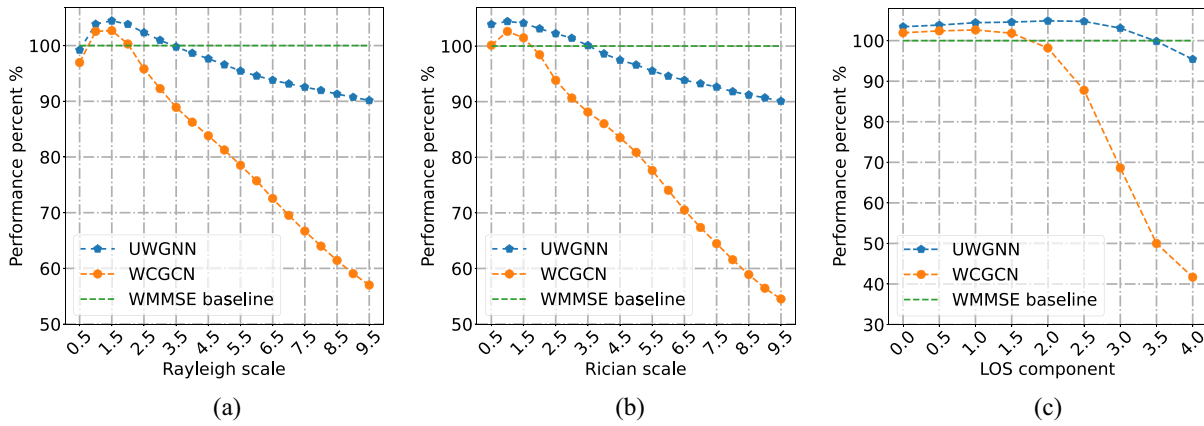 Performance percent %
100
90
80
70
60
50
UWGNN
WCGCN
WMMSE baseline
0.5
1.5
2.5
3.5
4.5
5.5
6.5
7.5
8.5
9.5
Rayleigh scale
(a)
Performance percent %
100
90
80
70
60
50
UWGNN
WCGCN
WMMSE baseline
0.5
1.5
2.5
3.5
4.5
5.5
6.5
7.5
8.5
9.5
Rician scale
(b)
Performance percent %
100
90
80
70
60
50
40
30
UWGNN
WCGCN
WMMSE baseline
0.0
0.5
1.0
1.5
2.0
2.5
3.0
3.5
4.0
LOS component
(c)